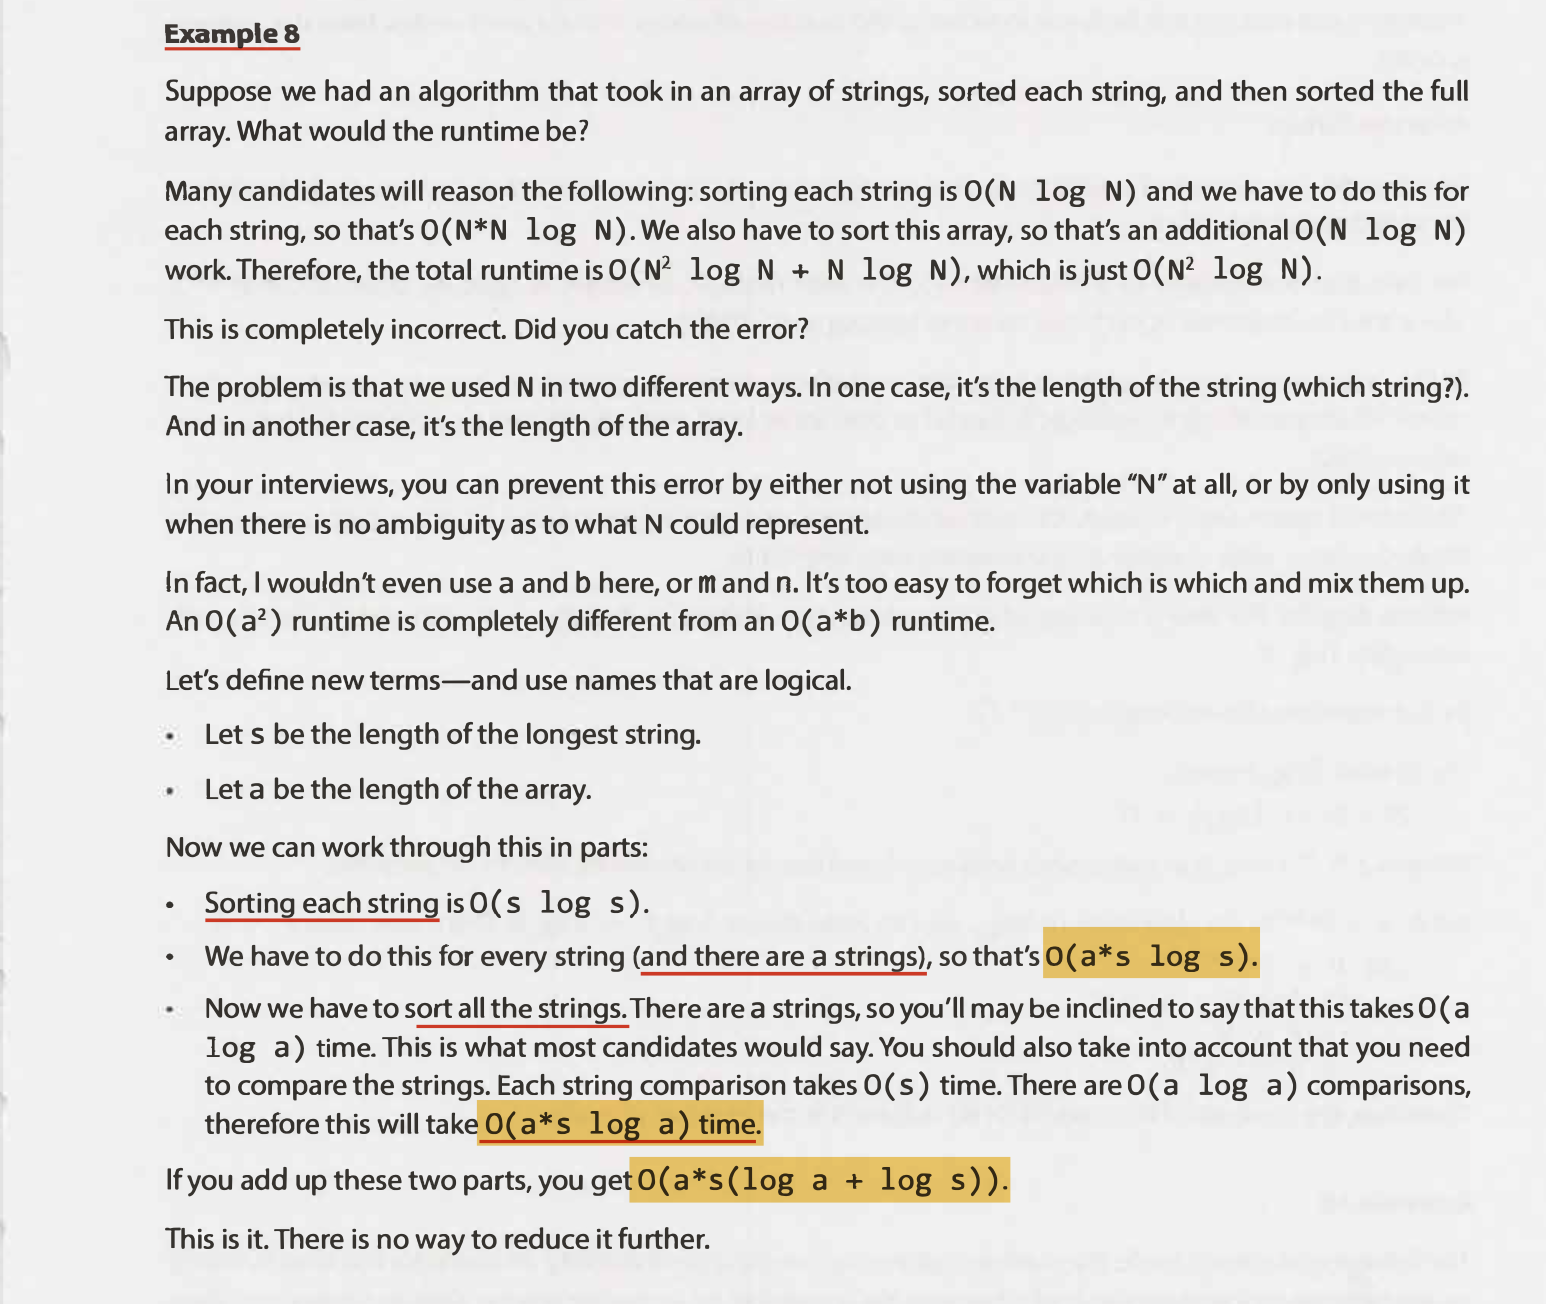 Example 8
Suppose we had an algorithm that took in an array of strings, sorted each string, and then sorted the full
array. What would the runtime be?
Many candidates will reason the following: sorting each string is O(N log N) and we have to do this for
each string, so that's O(N*N log N). We also have to sort this array, so that's an additional O(N log N)
work. Therefore, the total runtime is O(N² log N + N log N), which is just O(N² log N).
This is completely incorrect. Did you catch the error?
The problem is that we used N in two different ways. In one case, it's the length of the string (which string?).
And in another case, it's the length of the array.
In your interviews, you can prevent this error by either not using the variable "N" at all, or by only using it
when there is no ambiguity as to what N could represent.
In fact, I wouldn't even use a and b here, or m and n. It's too easy to forget which is which and mix them up.
An O(a²) runtime is completely different from an O(a*b) runtime.
Let's define new terms—and use names that are logical.
• Let s be the length of the longest string.
• Let a be the length of the array.
Now we can work through this in parts:
• Sorting each string is O(s log s).
• We have to do this for every string (and there are a strings), so that's O(a*s log s).
• Now we have to sort all the strings. There are a strings, so you'll may be inclined to say that this takes O(a
log a) time. This is what most candidates would say. You should also take into account that you need
to compare the strings. Each string comparison takes O(s) time. There are O(a log a) comparisons,
therefore this will take O(a*s log a) time.
If you add up these two parts, you get O(a*s(log a + log s)).
This is it. There is no way to reduce it further.